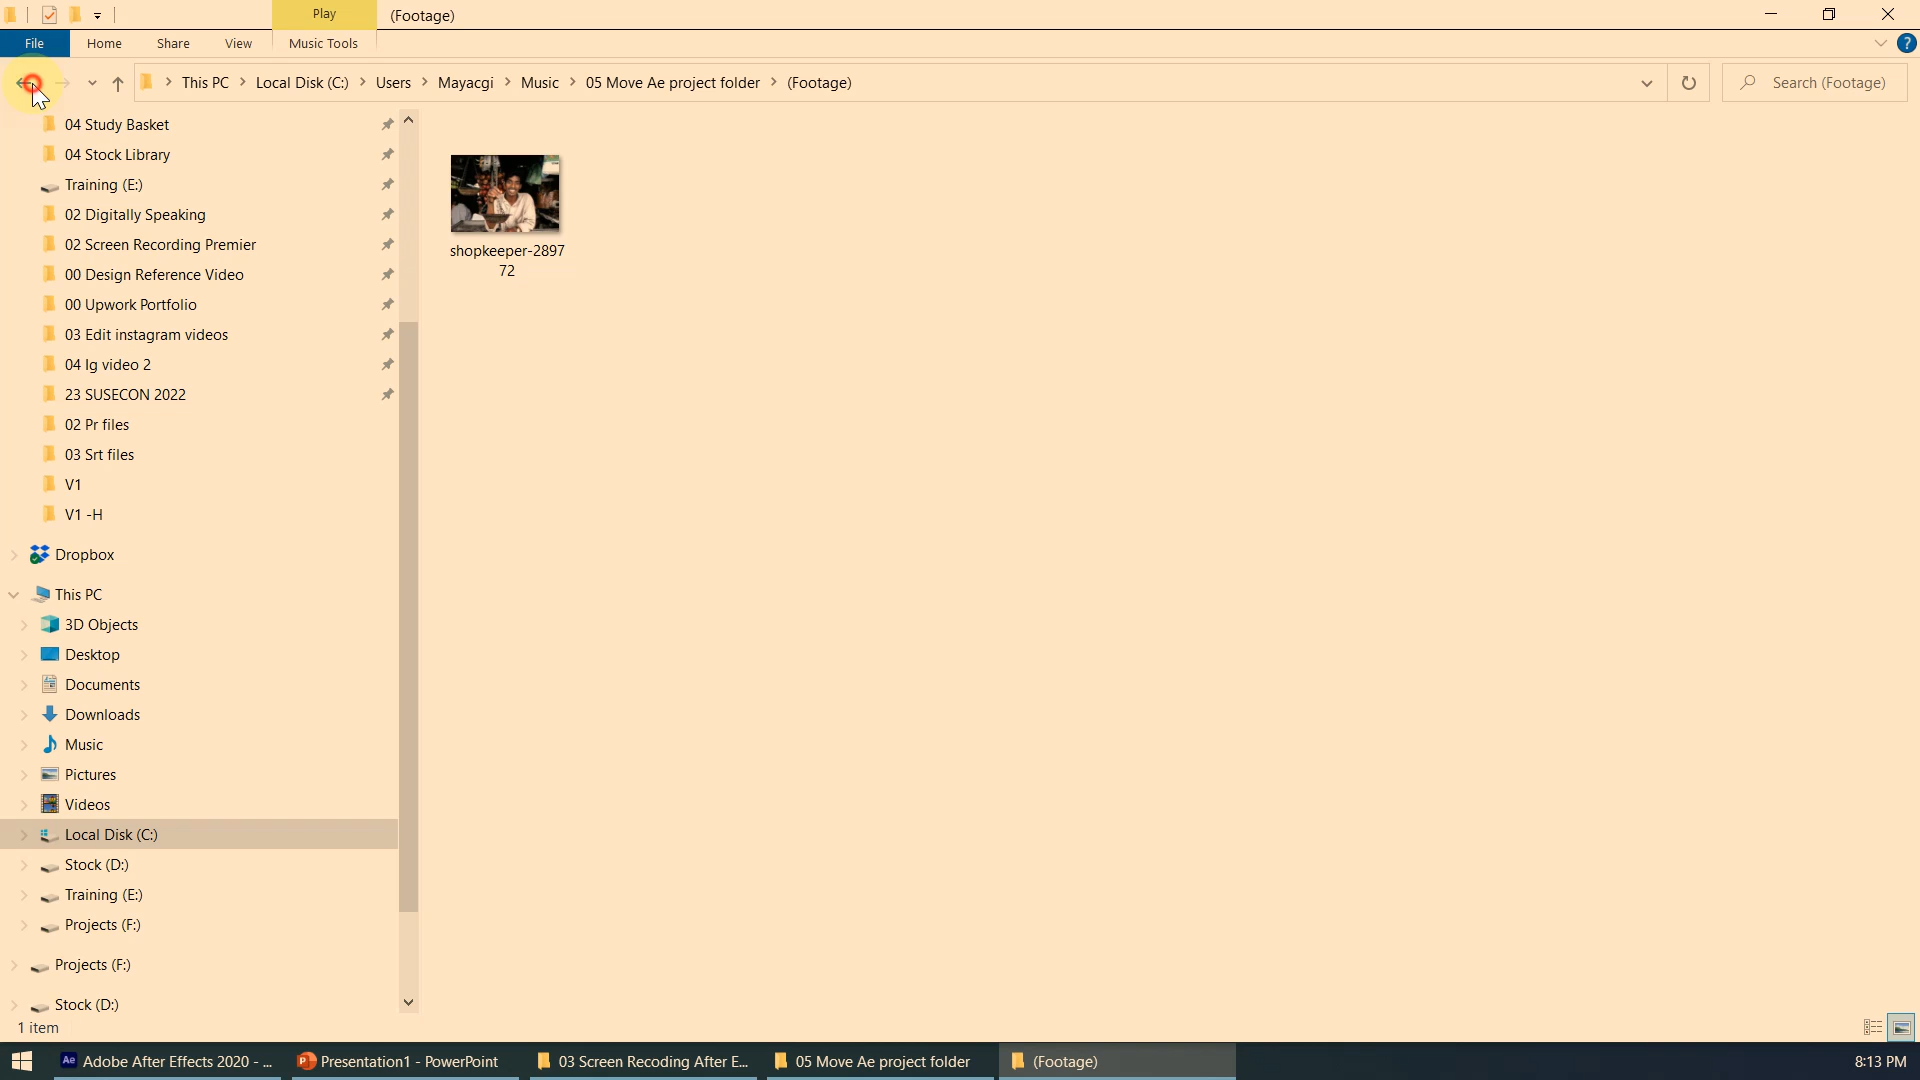 Play
(Footage)
File
Home
Share
View
Music Tools
?
This PC
Local Disk (C:)
Users
Mayacgi
Music
05 Move Ae project folder
(Footage)
Search (Footage)
04 Study Basket
04 Stock Library
Training (E:)
02 Digitally Speaking
02 Screen Recording Premier
00 Design Reference Video
00 Upwork Portfolio
03 Edit instagram videos
04 Ig video 2
23 SUSECON 2022
02 Pr files
03 Srt files
V1
V1 -H
Dropbox
This PC
3D Objects
Desktop
Documents
Downloads
Music
Pictures
Videos
Local Disk (C:)
Stock (D:)
Training (E:)
Projects (F:)
Projects (F:)
Stock (D:)
shopkeeper-2897
72
1 item
Ae
Adobe After Effects 2020 - ...
P
Presentation1 - PowerPoint
03 Screen Recoding After E...
05 Move Ae project folder
(Footage)
8:13 PM